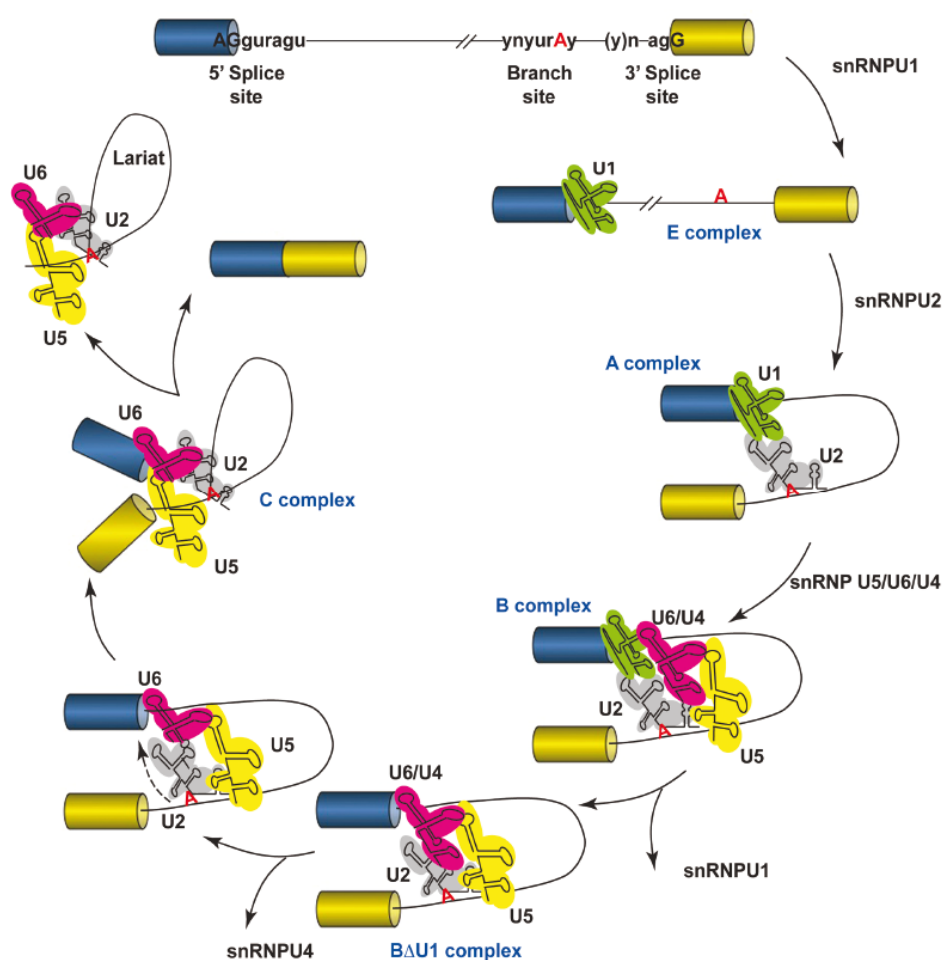 AGguragu
ynyurAy
(y)n agG
5' Splice
site
Branch
site
3' Splice
site
snRNPU1
U1
A
E complex
snRNPU2
A complex
U1
U2
A
snRNP U5/U6/U4
B complex
U6/U4
U2
A
U5
snRNPU1
U6/U4
U2
A
U5
BΔU1 complex
snRNPU4
U6
U5
A
U2
U6
U2
A
C complex
U5
Lariat
U6
U2
A
U5